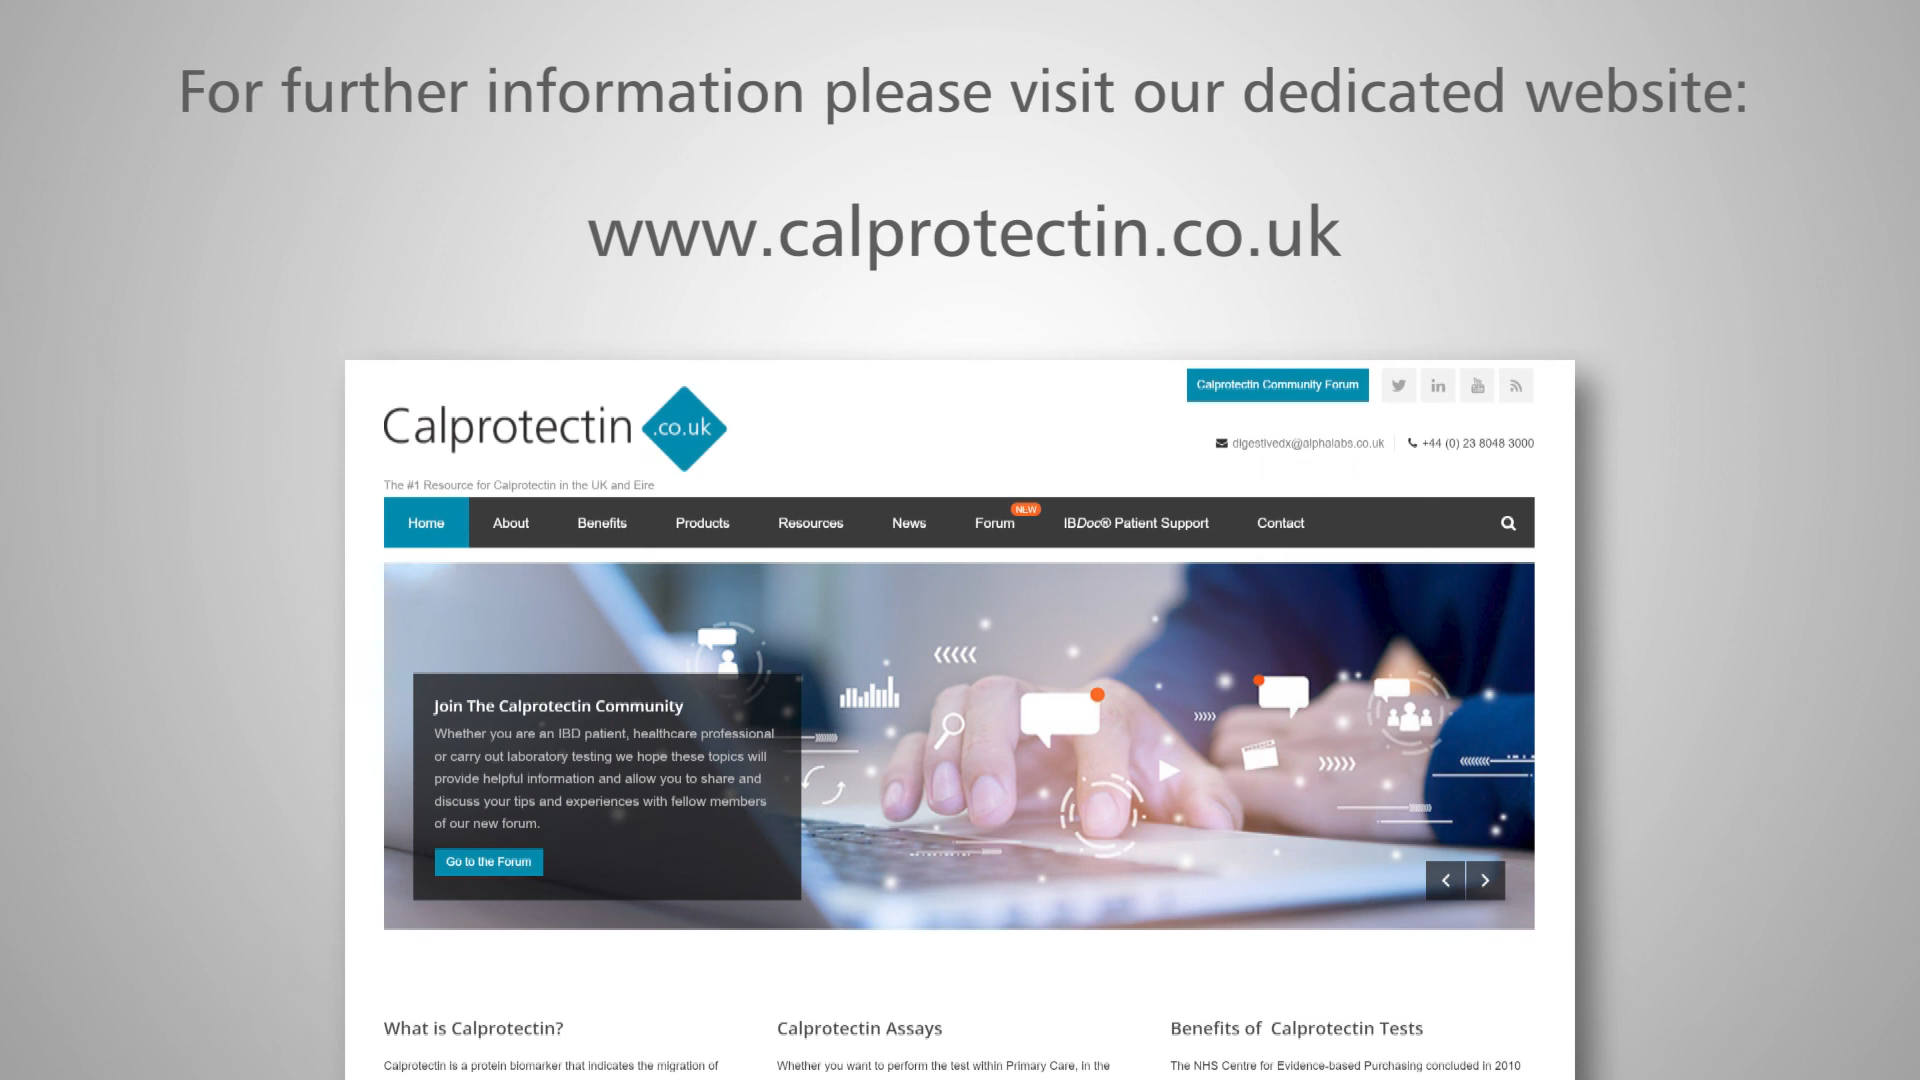 For further information please visit our dedicated website:
www.calprotectin.co.uk
Calprotectin Community Forum
Calprotectin .co.uk
digestivedx@alphalabs.co.uk +44 (0) 23 8048 3000
The #1 Resource for Calprotectin in the UK and Eire
NEW
Home About Benefits Products Resources News Forum IBDoc® Patient Support Contact
Join The Calprotectin Community
Whether you are an IBD patient, healthcare professional
or carry out laboratory testing we hope these topics will
provide helpful information and allow you to share and
discuss your tips and experiences with fellow members
of our new forum.
Go to the Forum
What is Calprotectin?
Calprotectin is a protein biomarker that indicates the migration of
Calprotectin Assays
Whether you want to perform the test within Primary Care, in the
Benefits of Calprotectin Tests
The NHS Centre for Evidence-based Purchasing concluded in 2010